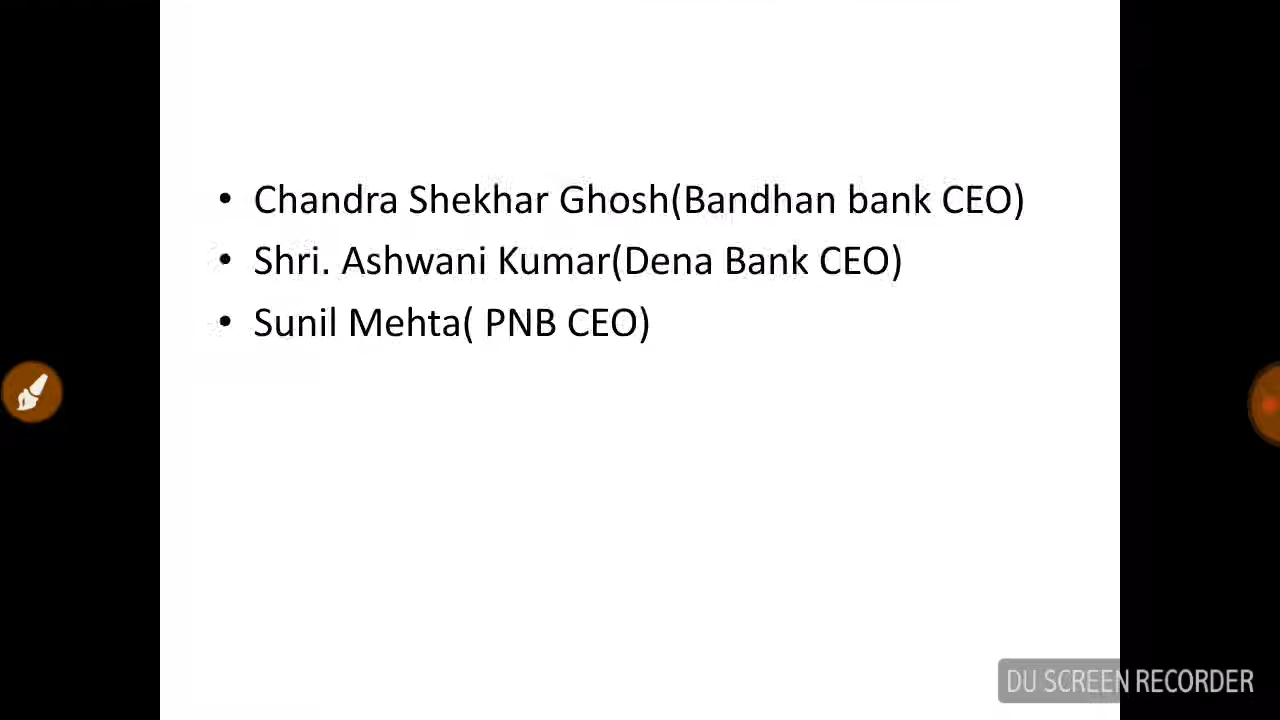 • Chandra Shekhar Ghosh(Bandhan bank CEO)
• Shri. Ashwani Kumar(Dena Bank CEO)
• Sunil Mehta( PNB CEO)
DU SCREEN RECORDER